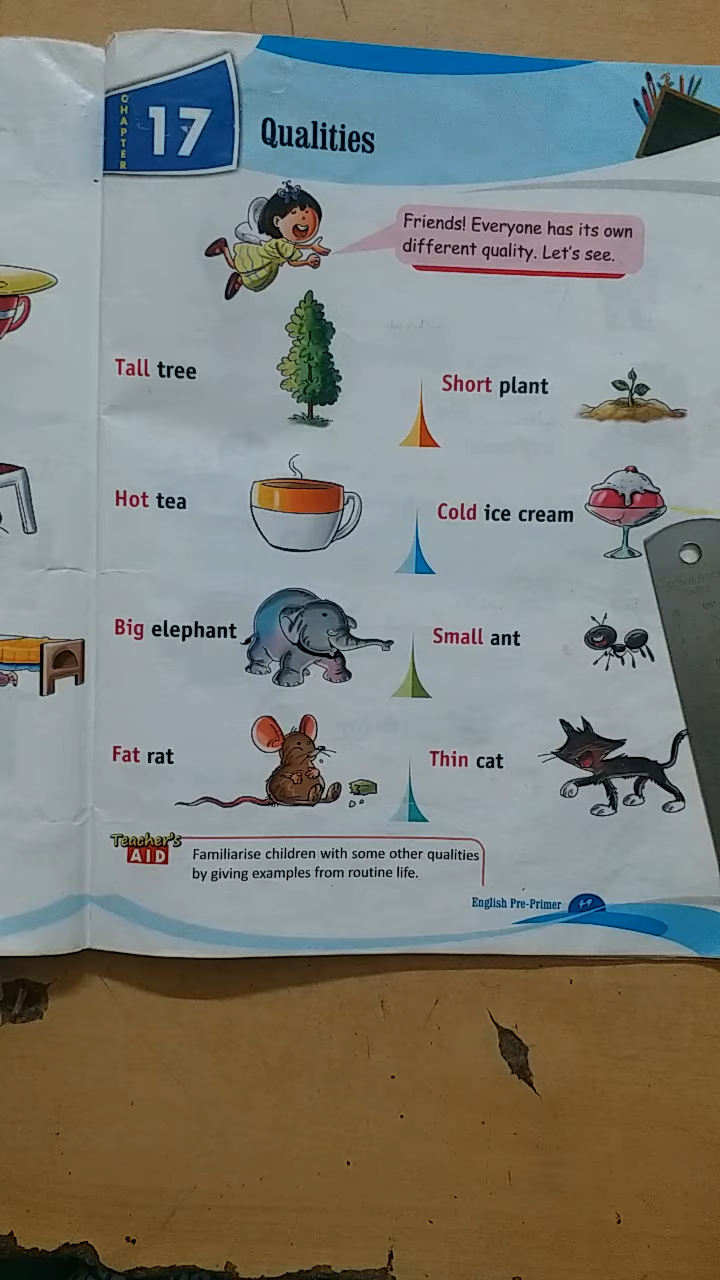 CHAPTER
17
Qualities
Friends! Everyone has its own
different quality. Let's see.
Tall tree
Short plant
Hot tea
Cold ice cream
Big elephant
Small ant
Fat rat
Thin cat
Teacher's
AID
Familiarise children with some other qualities
by giving examples from routine life.
English Pre-Primer 49